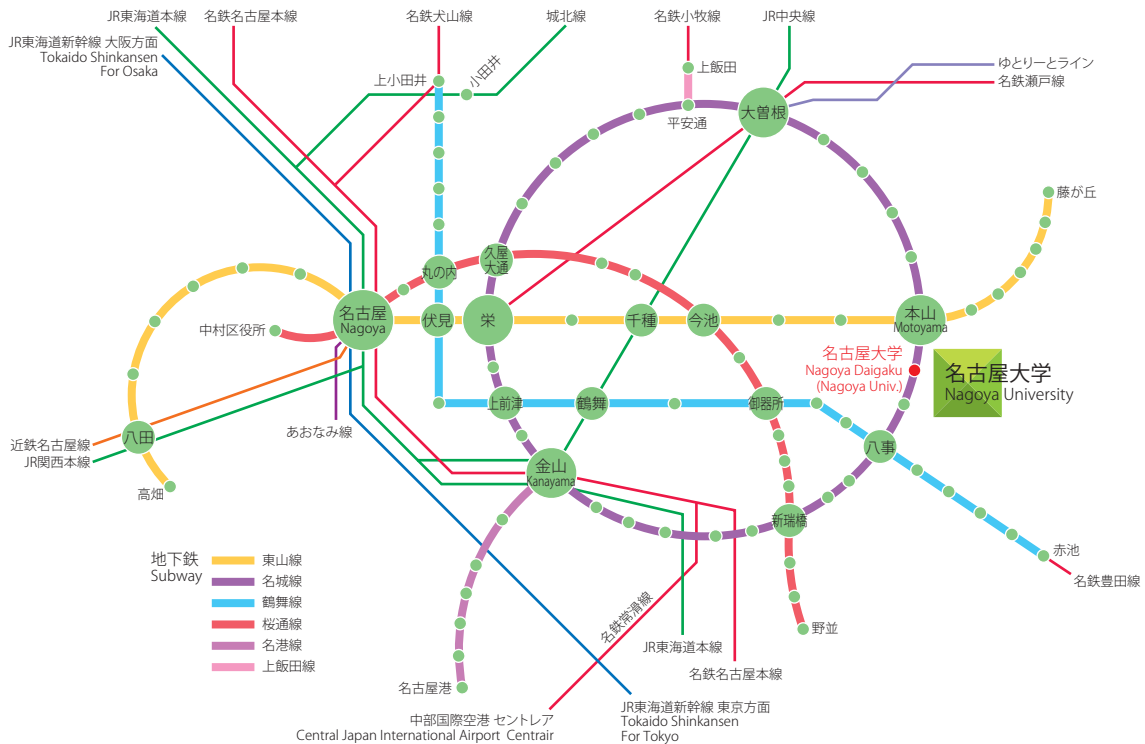 JR東海道本線
名鉄名古屋本線
名鉄犬山線
城北線
名鉄小牧線
JR中央線
JR東海道新幹線 大阪方面
Tokaido Shinkansen
For Osaka
上小田井
小田井
上飯田
平安通
大曽根
ゆとりーとライン
名鉄瀬戸線
藤が丘
久屋
大通
丸の内
名古屋
Nagoya
中村区役所
伏見
栄
千種
今池
本山
Motoyama
名古屋大学
Nagoya Daigaku
(Nagoya Univ.)
名古屋大学
Nagoya University
上前津
鶴舞
御器所
あおなみ線
八田
近鉄名古屋線
JR関西本線
高畑
金山
Kanayama
八事
新瑞橋
赤池
名鉄豊田線
地下鉄
Subway
東山線
名城線
鶴舞線
桜通線
名港線
上飯田線
名鉄常滑線
野並
JR東海道本線
名鉄名古屋本線
名古屋港
中部国際空港 セントレア
Central Japan International Airport Centrair
JR東海道新幹線 東京方面
Tokaido Shinkansen
For Tokyo